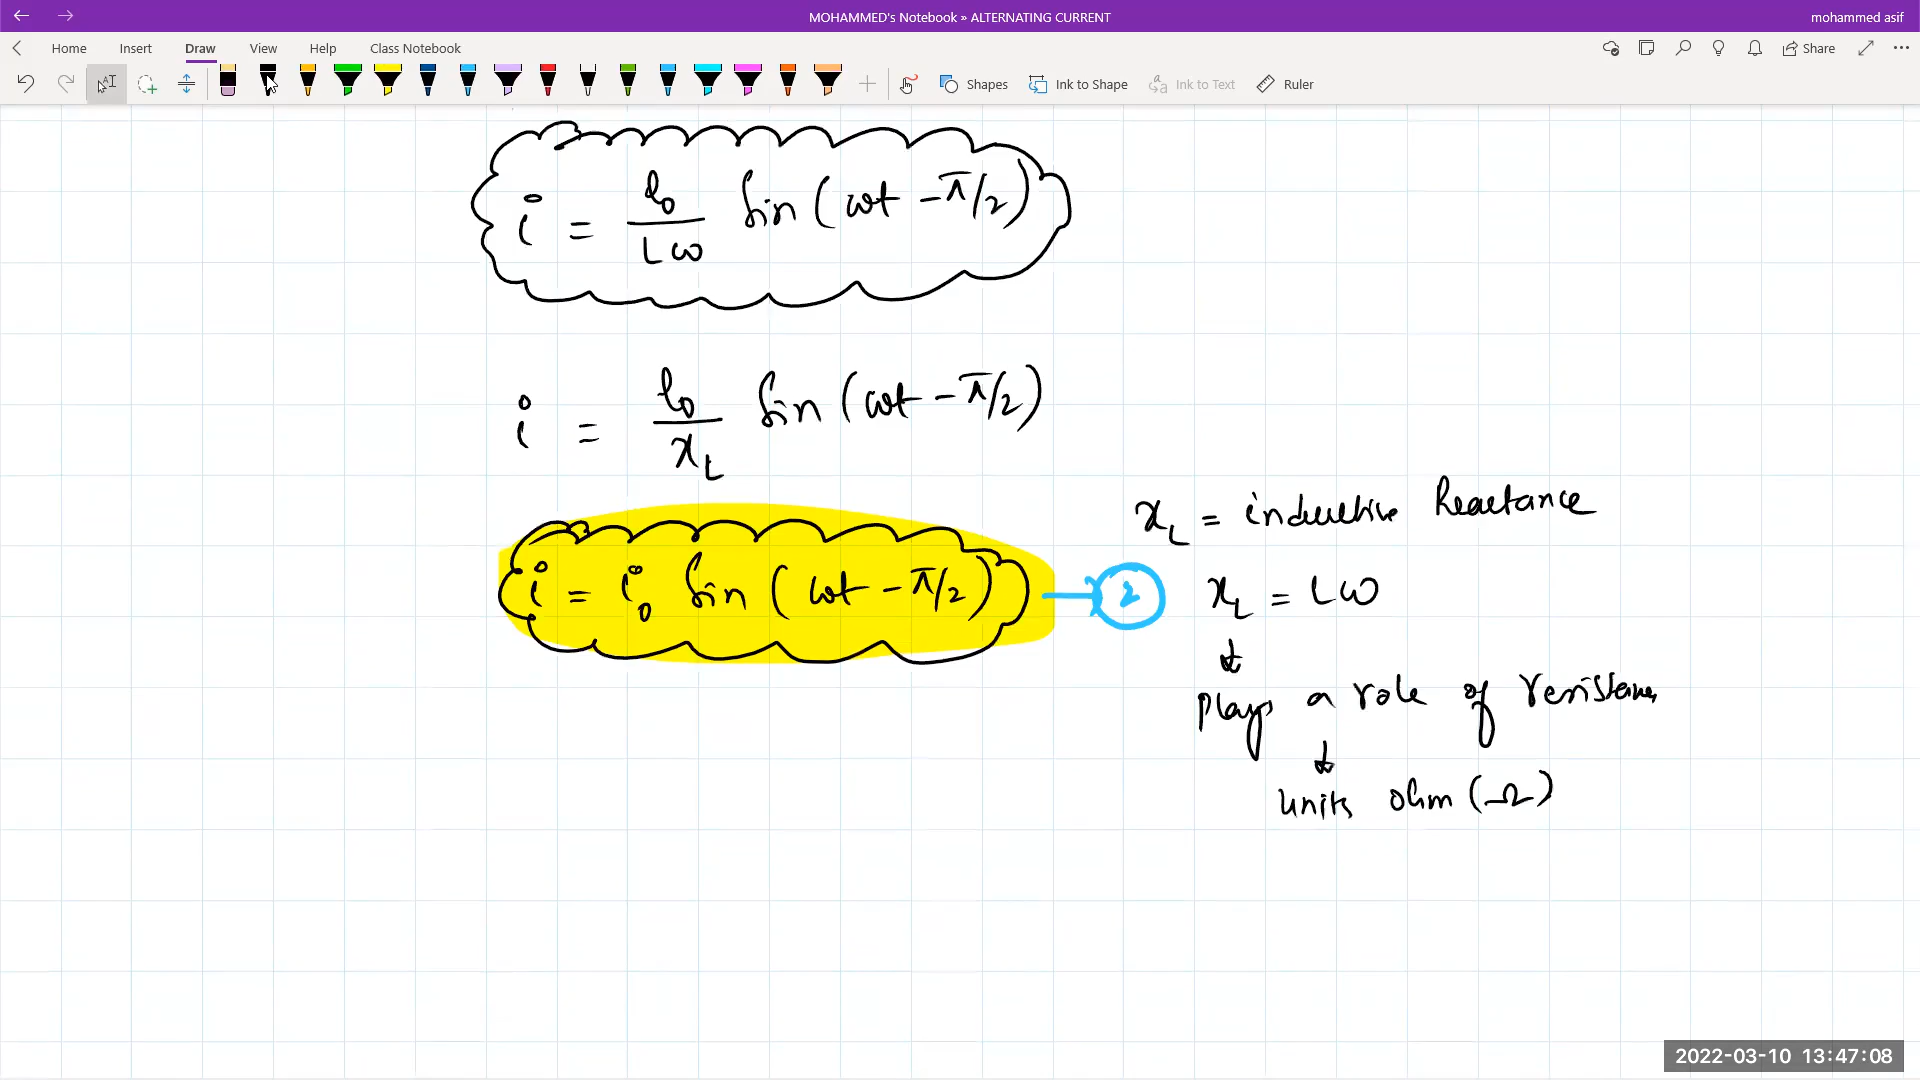 MOHAMMED's Notebook » ALTERNATING CURRENT
mohammed asif
Home Insert Draw View Help Class Notebook
Share
Shapes Ink to Shape Ink to Text Ruler
i = e₀/Lω Sin(ωt - π/2)
i = e₀/x_L Sin(ωt - π/2)
x_L = inductive Reactance
i = i₀ Sin(ωt - π/2) 2
x_L = Lω
Plays a role of resistance
units ohm (Ω)
2022-03-10 13:47:08